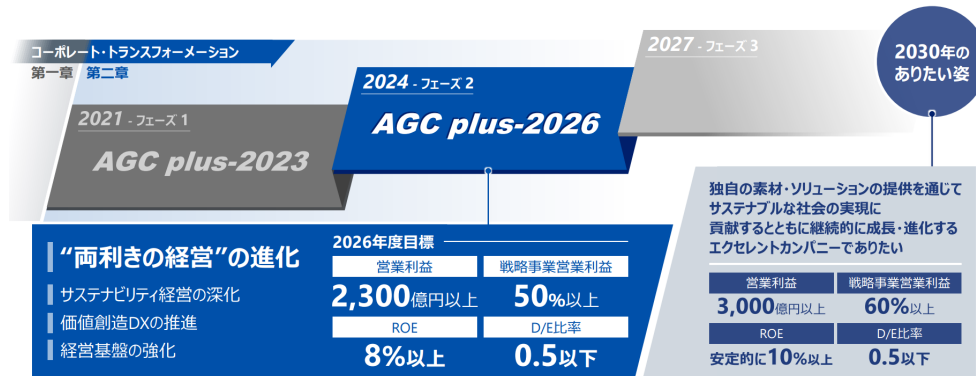 コーポレート・トランスフォーメーション
第一章 第二章
2021 - フェーズ 1
AGC plus-2023
2024 - フェーズ 2
AGC plus-2026
2027 - フェーズ 3
2030年の
ありたい姿
“両利きの経営”の進化
サステナビリティ経営の深化
価値創造DXの推進
経営基盤の強化
2026年度目標
営業利益 戦略事業営業利益
2,300億円以上 50%以上
ROE D/E比率
8%以上 0.5以下
独自の素材・ソリューションの提供を通じて
サステナブルな社会の実現に
貢献するとともに継続的に成長・進化する
エクセレントカンパニーでありたい
営業利益 戦略事業営業利益
3,000億円以上 60%以上
ROE D/E比率
安定的に10%以上 0.5以下